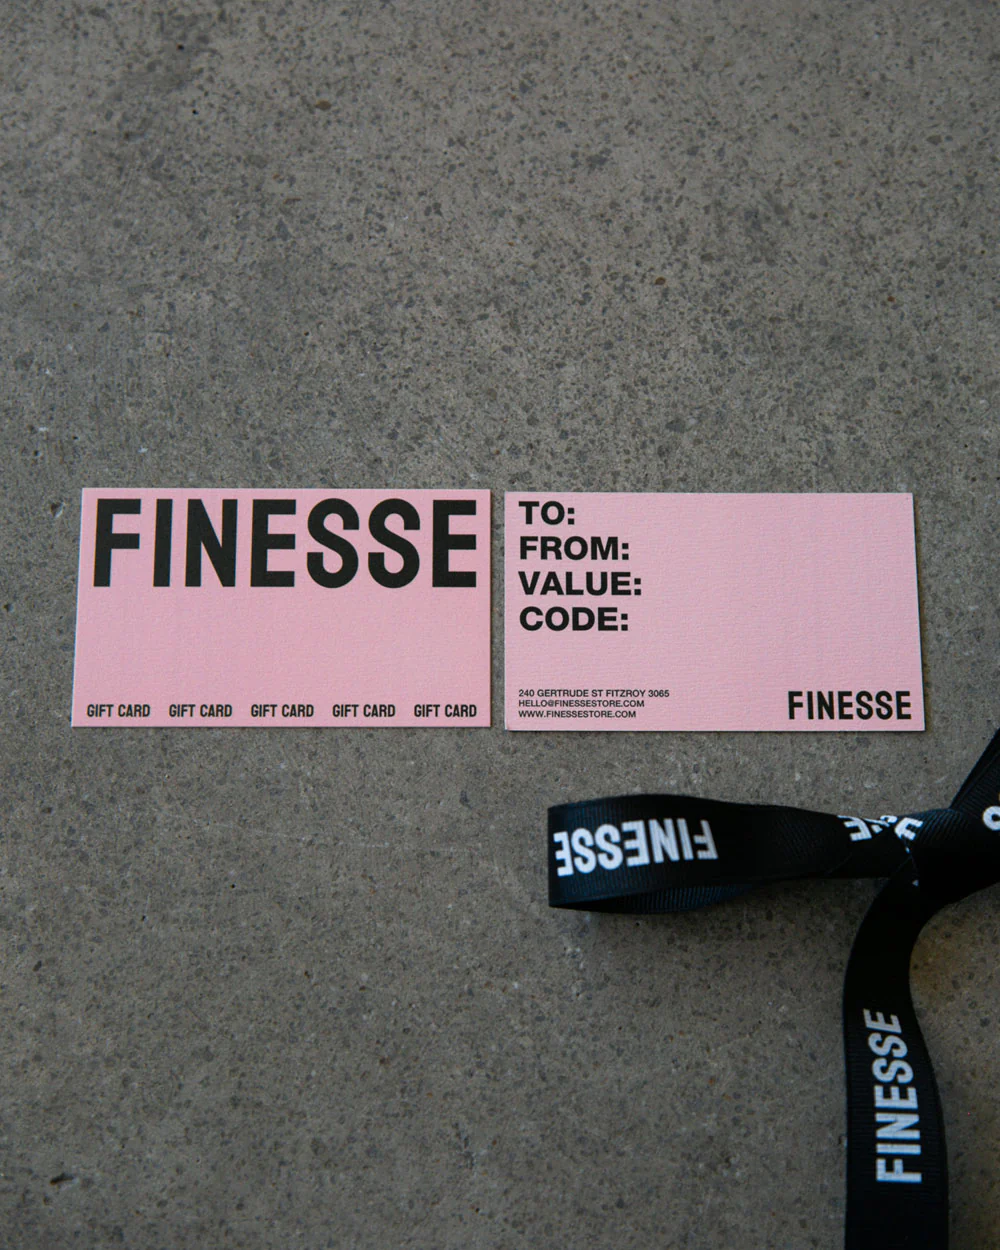 FINESSE
GIFT CARD GIFT CARD GIFT CARD GIFT CARD GIFT CARD
TO:
FROM:
VALUE:
CODE:
240 GERTRUDE ST FITZROY 3065
HELLO@FINESSESTORE.COM
WWW.FINESSESTORE.COM
FINESSE
FINESSE
FINESSE